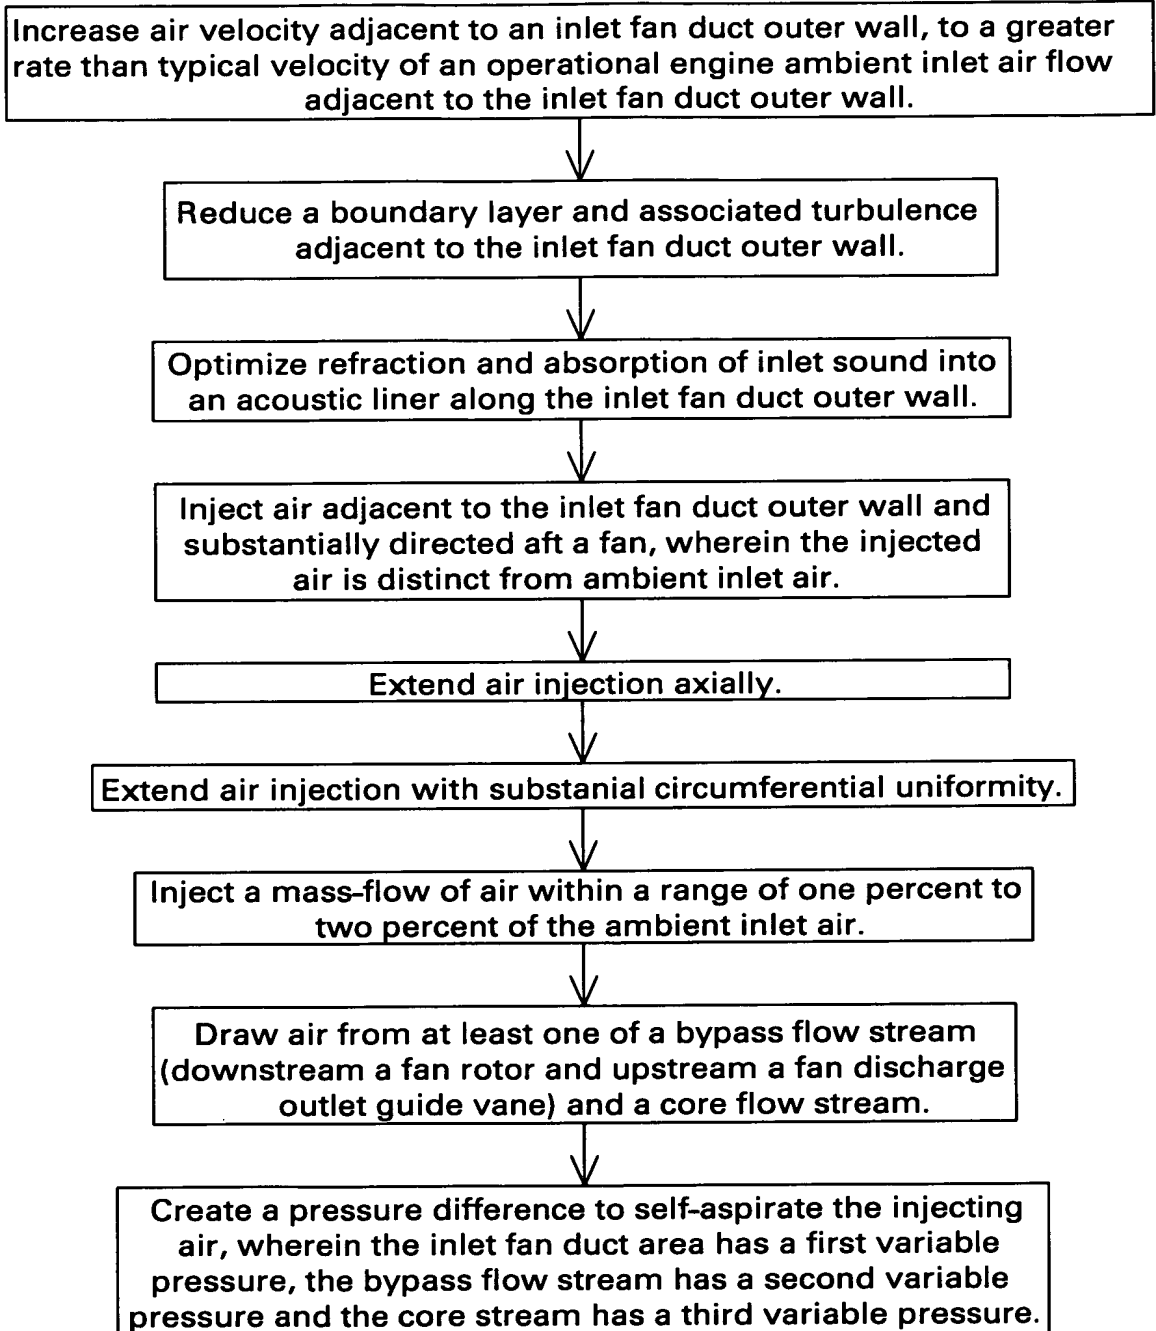 Increase air velocity adjacent to an inlet fan duct outer wall, to a greater
rate than typical velocity of an operational engine ambient inlet air flow
adjacent to the inlet fan duct outer wall.
Reduce a boundary layer and associated turbulence
adjacent to the inlet fan duct outer wall.
Optimize refraction and absorption of inlet sound into
an acoustic liner along the inlet fan duct outer wall.
Inject air adjacent to the inlet fan duct outer wall and
substantially directed aft a fan, wherein the injected
air is distinct from ambient inlet air.
Extend air injection axially.
Extend air injection with substanial circumferential uniformity.
Inject a mass-flow of air within a range of one percent to
two percent of the ambient inlet air.
Draw air from at least one of a bypass flow stream
(downstream a fan rotor and upstream a fan discharge
outlet guide vane) and a core flow stream.
Create a pressure difference to self-aspirate the injecting
air, wherein the inlet fan duct area has a first variable
pressure, the bypass flow stream has a second variable
pressure and the core stream has a third variable pressure.